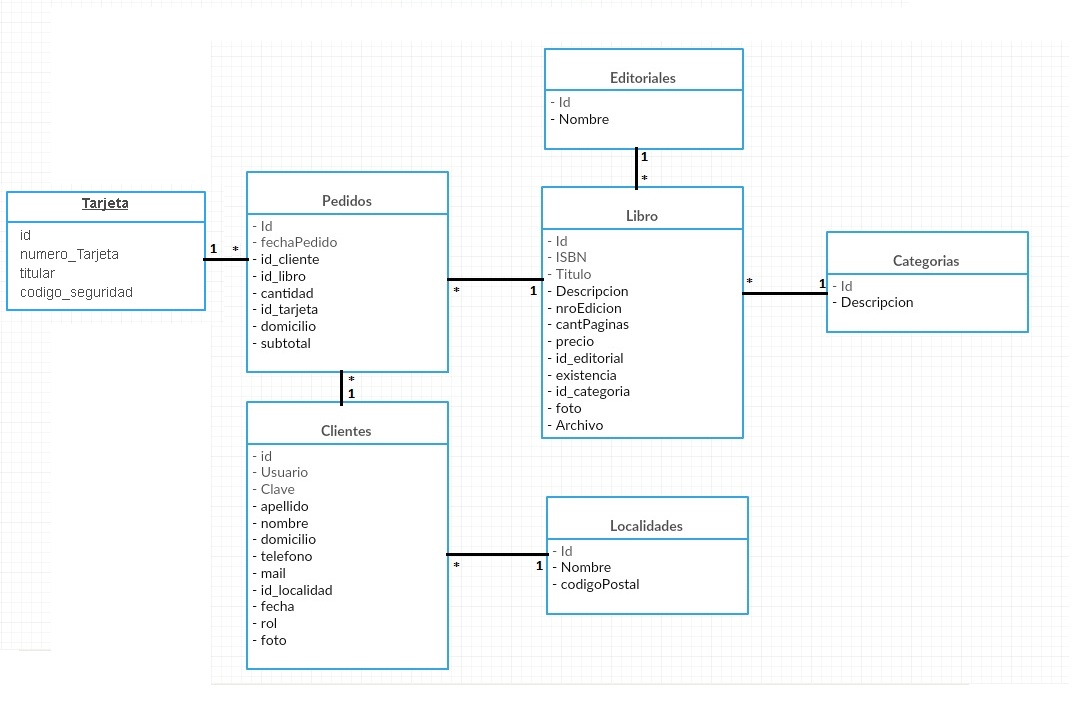 Editoriales
- Id
- Nombre
1
*
Tarjeta
id
numero_Tarjeta
titular
codigo_seguridad
1 *
Pedidos
- Id
- fechaPedido
- id_cliente
- id_libro
- cantidad
- id_tarjeta
- domicilio
- subtotal
* 1
Libro
- Id
- ISBN
- Titulo
- Descripcion
- nroEdicion
- cantPaginas
- precio
- id_editorial
- existencia
- id_categoria
- foto
- Archivo
* 1
Categorias
- Id
- Descripcion
*
1
Clientes
- id
- Usuario
- Clave
- apellido
- nombre
- domicilio
- telefono
- mail
- id_localidad
- fecha
- rol
- foto
* 1
Localidades
- Id
- Nombre
- codigoPostal